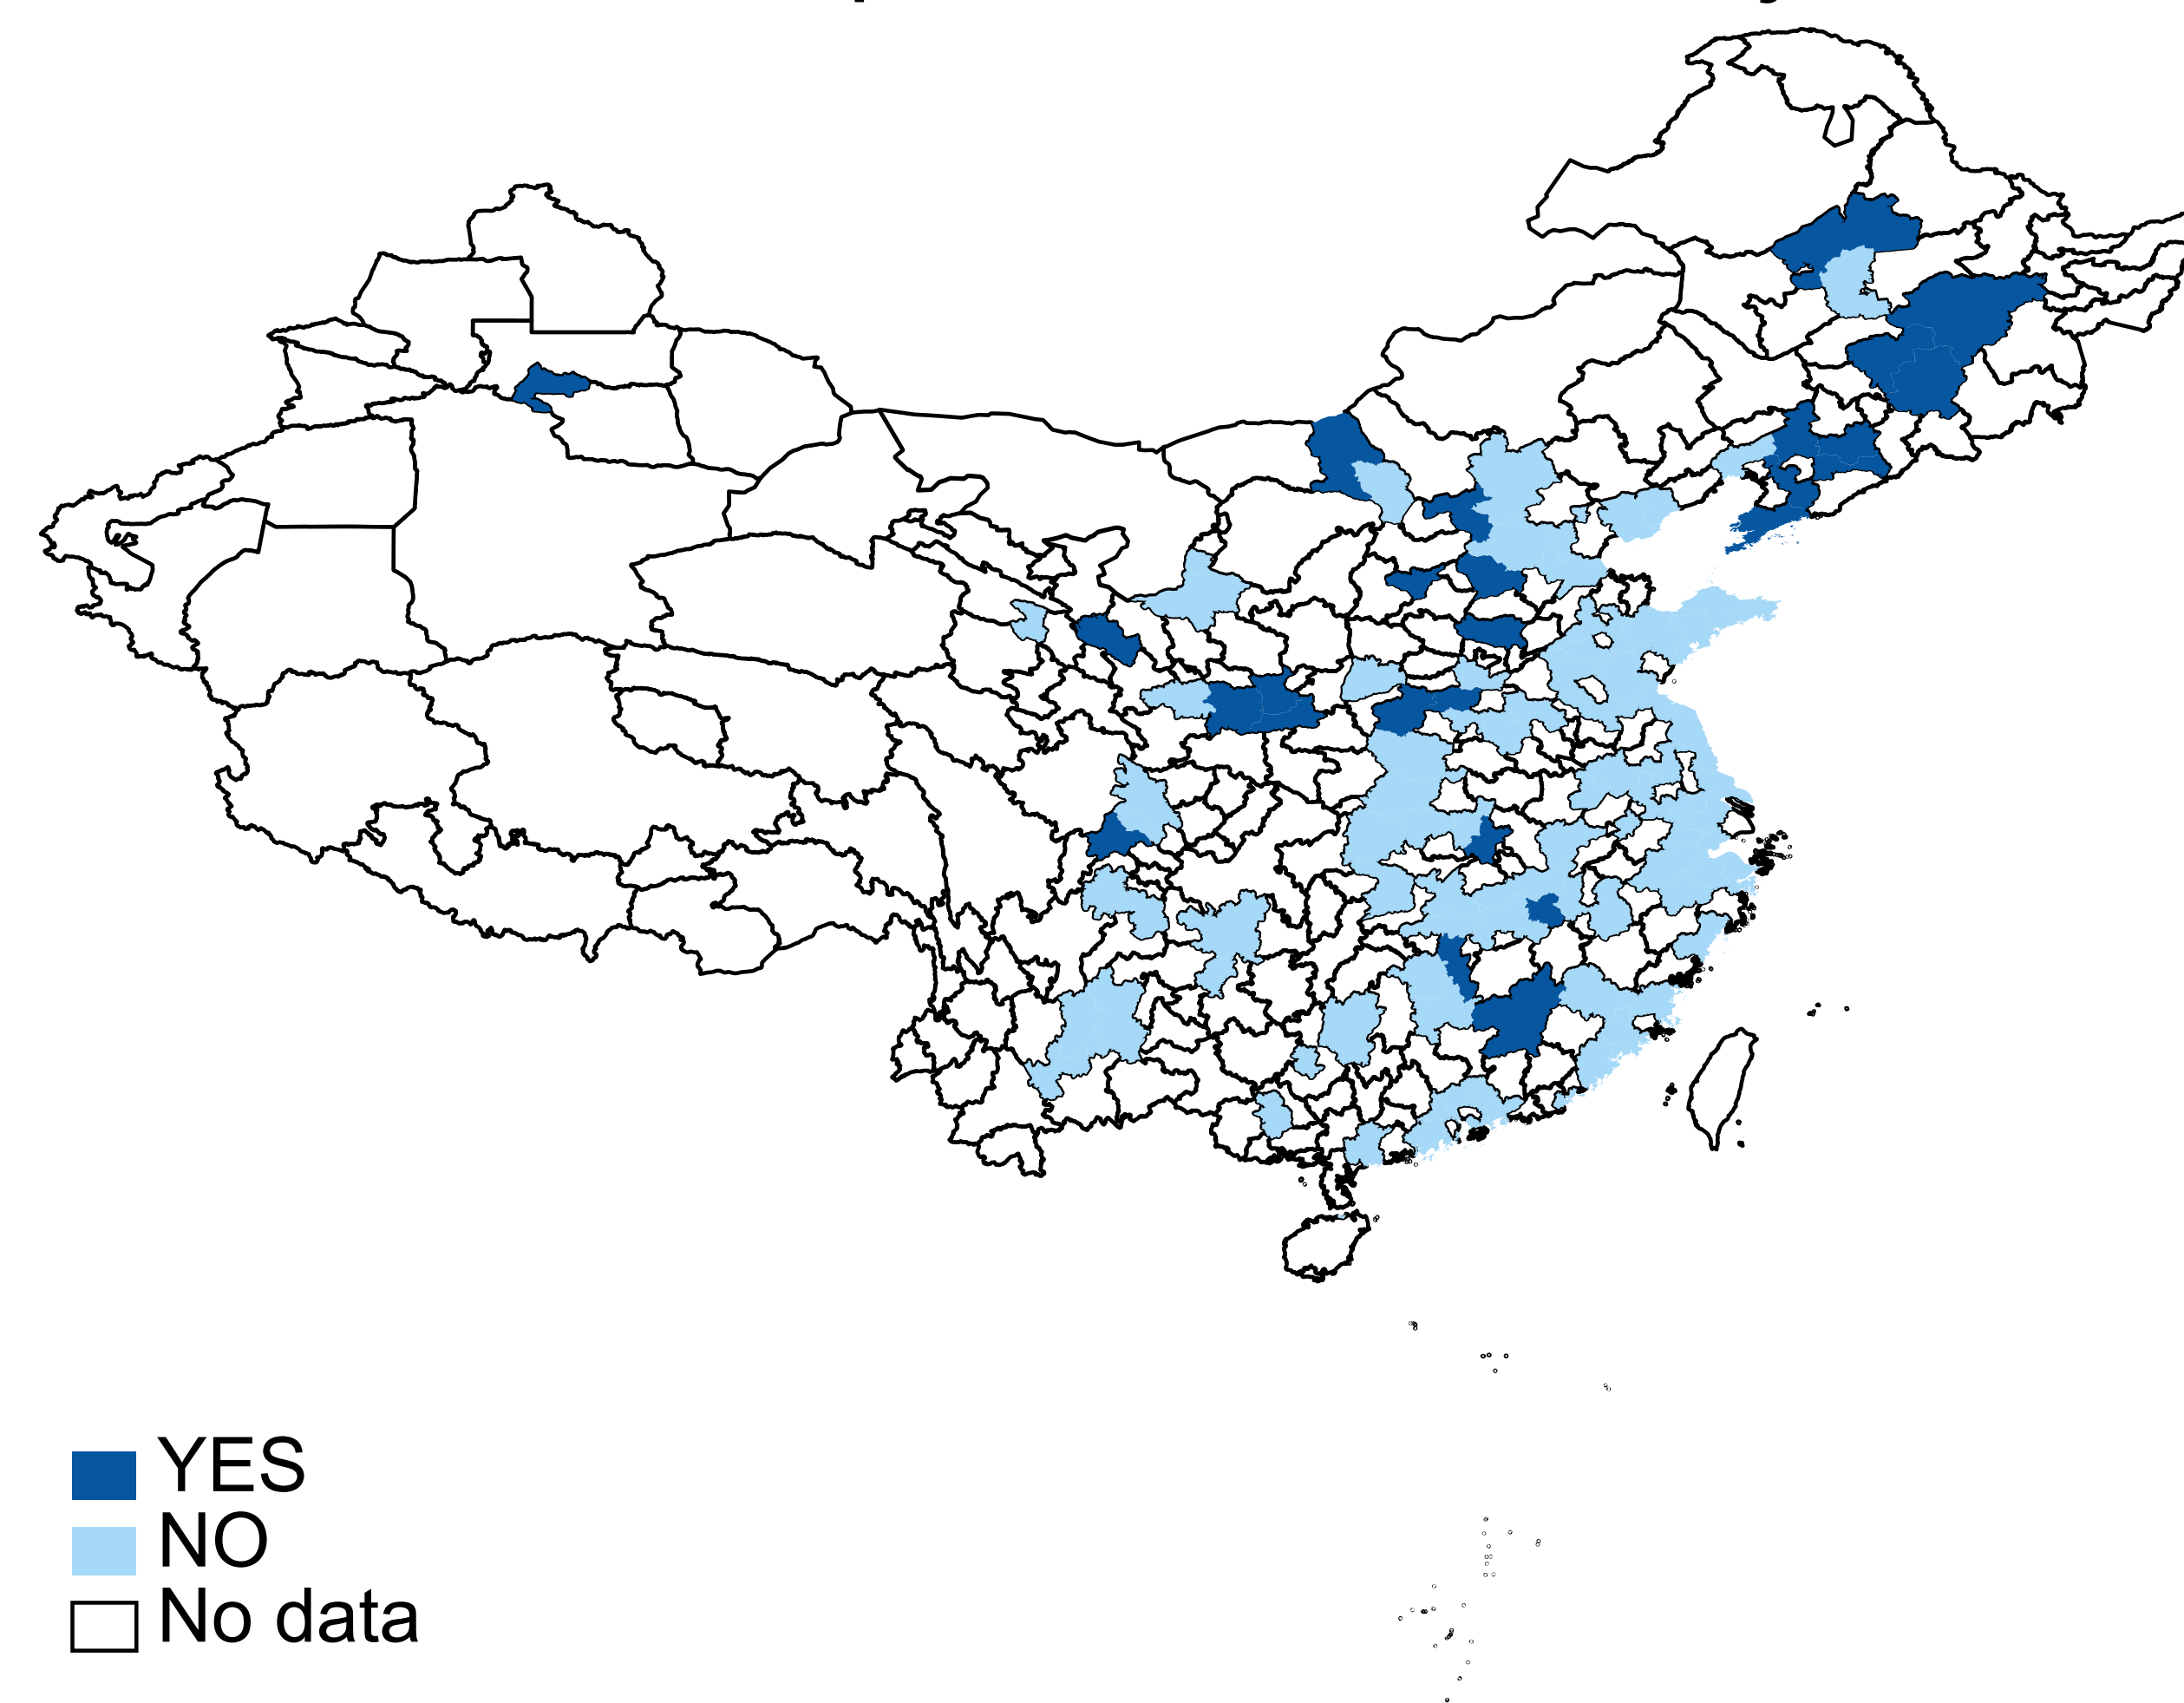 YES
NO
No data